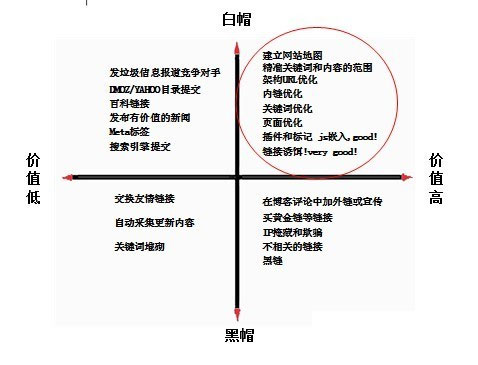 白帽
发垃圾信息报道竞争对手
DMOZ/YAHOO目录提交
百科链接
发布有价值的新闻
Meta标签
搜索引擎提交
建立网站地图
精准关键词和内容的范围
架构URL优化
内链优化
关键词优化
页面优化
插件和标记 js嵌入,good!
链接诱饵!very good!
价值低
价值高
交换友情链接
自动采集更新内容
关键词堆砌
在博客评论中加外链或宣传
买黄金链等链接
IP掩藏和欺骗
不相关的链接
黑链
黑帽